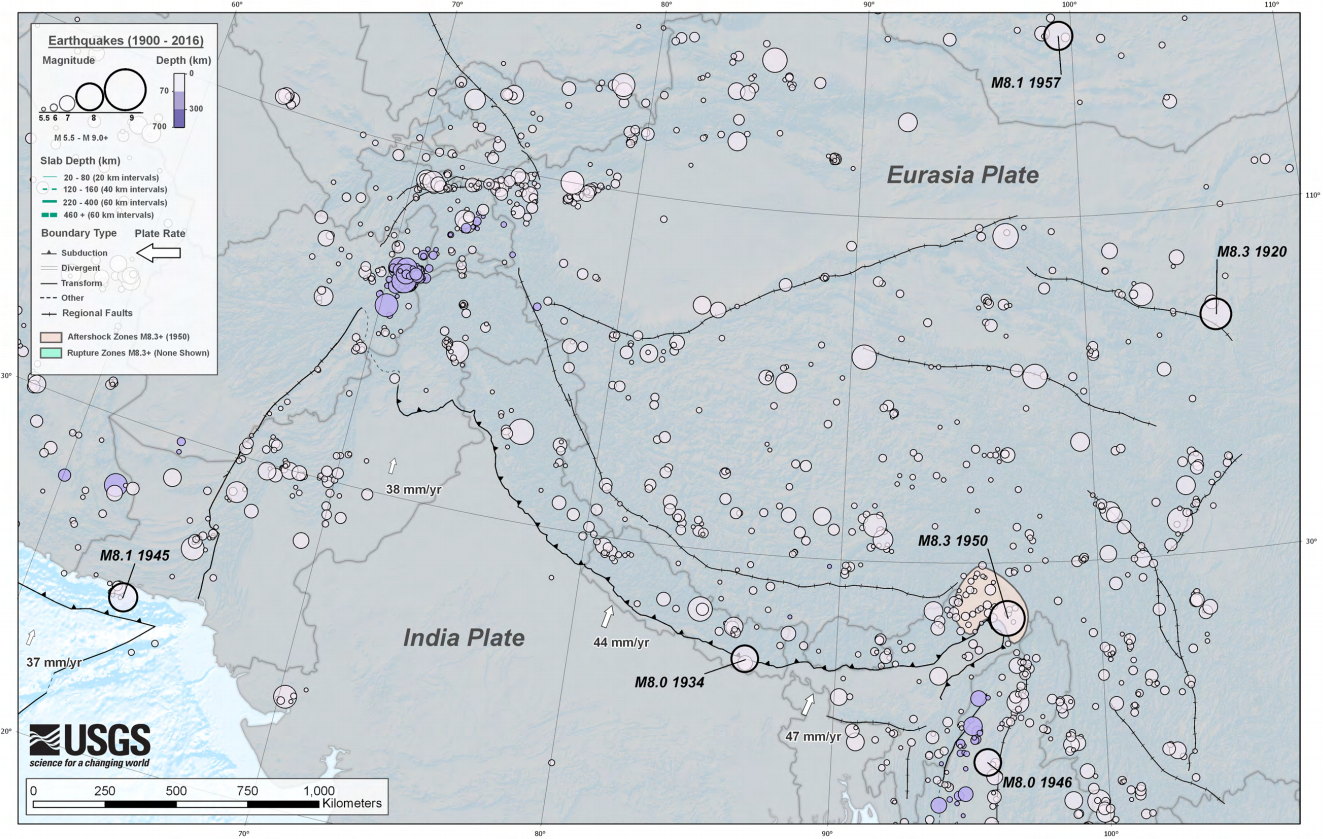 60°
70°
80°
90°
100°
110°
Earthquakes (1900 - 2016)
Magnitude
Depth (km)
0
70
300
700
5.5 6 7 8 9
M 5.5 - M 9.0+
Slab Depth (km)
20 - 80 (20 km intervals)
120 - 160 (40 km intervals)
220 - 400 (60 km intervals)
460 + (60 km intervals)
Boundary Type
Plate Rate
Subduction
Divergent
Transform
Other
Regional Faults
Aftershock Zones M8.3+ (1950)
Rupture Zones M8.3+ (None Shown)
M8.1 1957
Eurasia Plate
110°
M8.3 1920
30°
38 mm/yr
M8.3 1950
30°
M8.1 1945
India Plate
44 mm/yr
37 mm/yr
M8.0 1934
20°
47 mm/yr
USGS
science for a changing world
M8.0 1946
0 250 500 750 1,000
Kilometers
70°
80°
90°
100°